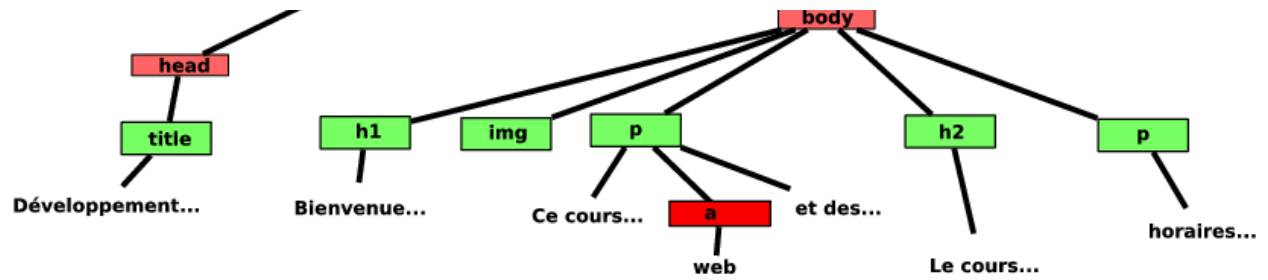 body
head
title
h1
img
p
h2
p
Développement...
Bienvenue...
Ce cours...
a
et des...
web
Le cours...
horaires...